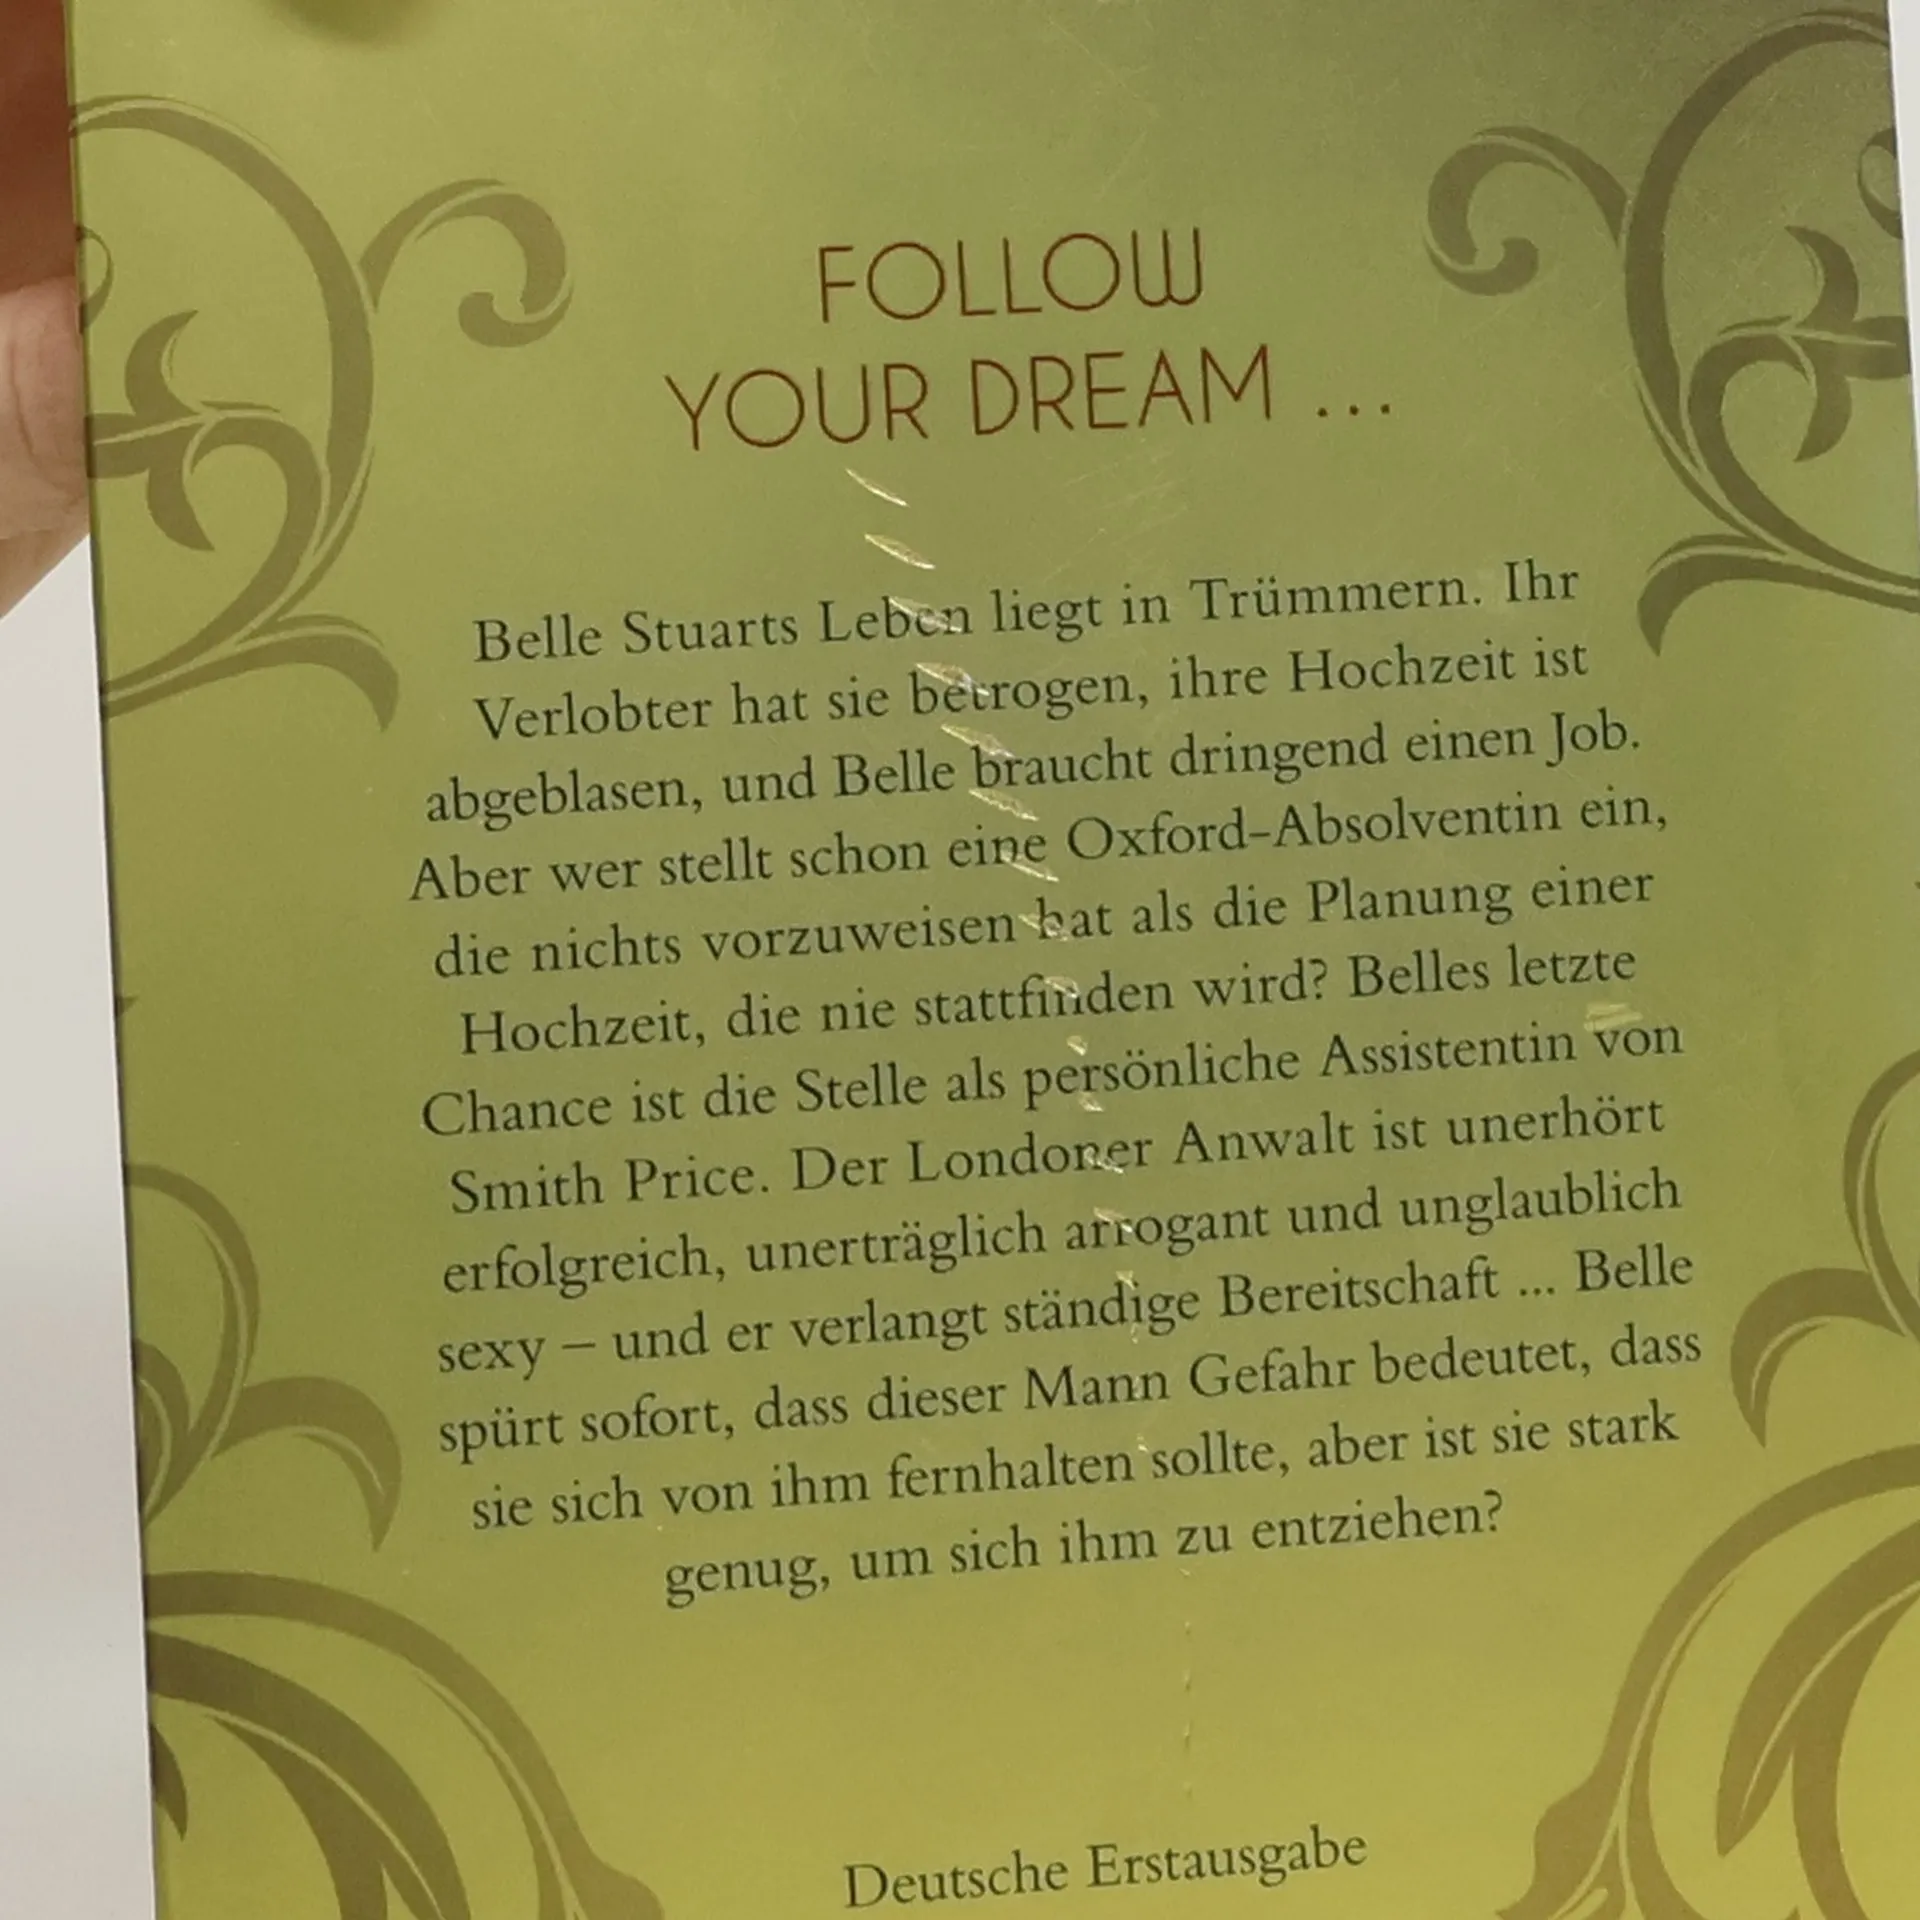 FOLLOW
YOUR DREAM ...
Belle Stuarts Leben liegt in Trümmern. Ihr
Verlobter hat sie betrogen, ihre Hochzeit ist
abgeblasen, und Belle braucht dringend einen Job.
Aber wer stellt schon eine Oxford-Absolventin ein,
die nichts vorzuweisen hat als die Planung einer
Hochzeit, die nie stattfinden wird? Belles letzte
Chance ist die Stelle als persönliche Assistentin von
Smith Price. Der Londoner Anwalt ist unerhört
erfolgreich, unerträglich arrogant und unglaublich
sexy – und er verlangt ständige Bereitschaft ... Belle
spürt sofort, dass dieser Mann Gefahr bedeutet, dass
sie sich von ihm fernhalten sollte, aber ist sie stark
genug, um sich ihm zu entziehen?
Deutsche Erstausgabe